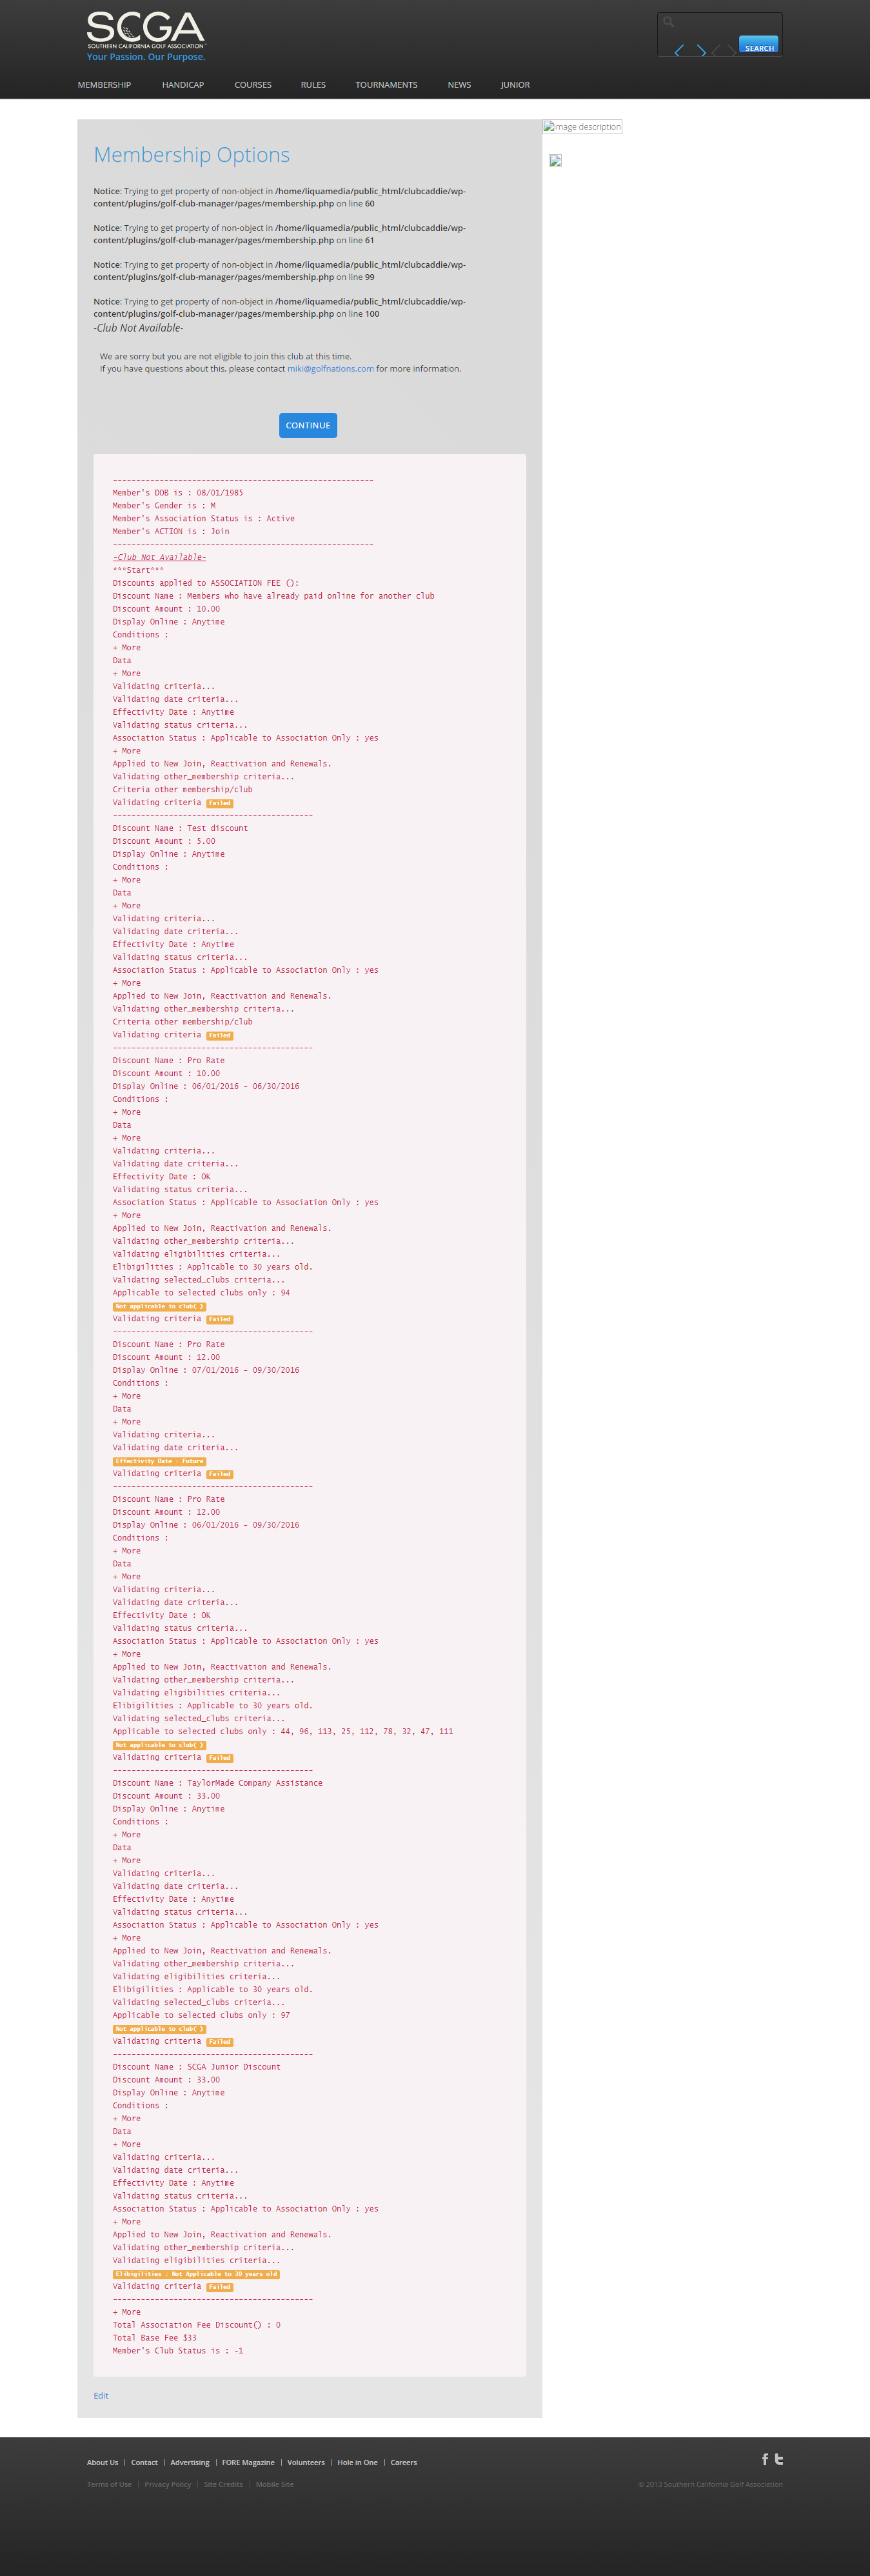 SCGA
SOUTHERN CALIFORNIA GOLF ASSOCIATION
Your Passion. Our Purpose.
SEARCH
MEMBERSHIP HANDICAP COURSES RULES TOURNAMENTS NEWS JUNIOR
image description
Membership Options
Notice: Trying to get property of non-object in /home/liquamedia/public_html/clubcaddie/wp-
content/plugins/golf-club-manager/pages/membership.php on line 60
Notice: Trying to get property of non-object in /home/liquamedia/public_html/clubcaddie/wp-
content/plugins/golf-club-manager/pages/membership.php on line 61
Notice: Trying to get property of non-object in /home/liquamedia/public_html/clubcaddie/wp-
content/plugins/golf-club-manager/pages/membership.php on line 99
Notice: Trying to get property of non-object in /home/liquamedia/public_html/clubcaddie/wp-
content/plugins/golf-club-manager/pages/membership.php on line 100
-Club Not Available-
We are sorry but you are not eligible to join this club at this time.
If you have questions about this, please contact miki@golfnations.com for more information.
CONTINUE
--------------------------------------------------------
Member's DOB is : 08/01/1985
Member's Gender is : M
Member's Association Status is : Active
Member's ACTION is : Join
--------------------------------------------------------
-Club Not Available-
***Start***
Discounts applied to ASSOCIATION FEE ():
Discount Name : Members who have already paid online for another club
Discount Amount : 10.00
Display Online : Anytime
Conditions :
+ More
Data
+ More
Validating criteria...
Validating date criteria...
Effectivity Date : Anytime
Validating status criteria...
Association Status : Applicable to Association Only : yes
+ More
Applied to New Join, Reactivation and Renewals.
Validating other_membership criteria...
Criteria other membership/club
Validating criteria Failed
-------------------------------------------
Discount Name : Test discount
Discount Amount : 5.00
Display Online : Anytime
Conditions :
+ More
Data
+ More
Validating criteria...
Validating date criteria...
Effectivity Date : Anytime
Validating status criteria...
Association Status : Applicable to Association Only : yes
+ More
Applied to New Join, Reactivation and Renewals.
Validating other_membership criteria...
Criteria other membership/club
Validating criteria Failed
-------------------------------------------
Discount Name : Pro Rate
Discount Amount : 10.00
Display Online : 06/01/2016 - 06/30/2016
Conditions :
+ More
Data
+ More
Validating criteria...
Validating date criteria...
Effectivity Date : OK
Validating status criteria...
Association Status : Applicable to Association Only : yes
+ More
Applied to New Join, Reactivation and Renewals.
Validating other_membership criteria...
Validating eligibilities criteria...
Elibigilities : Applicable to 30 years old.
Validating selected_clubs criteria...
Applicable to selected clubs only : 94
Not applicable to club( )
Validating criteria Failed
-------------------------------------------
Discount Name : Pro Rate
Discount Amount : 12.00
Display Online : 07/01/2016 - 09/30/2016
Conditions :
+ More
Data
+ More
Validating criteria...
Validating date criteria...
Effectivity Date : Future
Validating criteria Failed
-------------------------------------------
Discount Name : Pro Rate
Discount Amount : 12.00
Display Online : 06/01/2016 - 09/30/2016
Conditions :
+ More
Data
+ More
Validating criteria...
Validating date criteria...
Effectivity Date : OK
Validating status criteria...
Association Status : Applicable to Association Only : yes
+ More
Applied to New Join, Reactivation and Renewals.
Validating other_membership criteria...
Validating eligibilities criteria...
Elibigilities : Applicable to 30 years old.
Validating selected_clubs criteria...
Applicable to selected clubs only : 44, 96, 113, 25, 112, 78, 32, 47, 111
Not applicable to club( )
Validating criteria Failed
-------------------------------------------
Discount Name : TaylorMade Company Assistance
Discount Amount : 33.00
Display Online : Anytime
Conditions :
+ More
Data
+ More
Validating criteria...
Validating date criteria...
Effectivity Date : Anytime
Validating status criteria...
Association Status : Applicable to Association Only : yes
+ More
Applied to New Join, Reactivation and Renewals.
Validating other_membership criteria...
Validating eligibilities criteria...
Elibigilities : Applicable to 30 years old.
Validating selected_clubs criteria...
Applicable to selected clubs only : 97
Not applicable to club( )
Validating criteria Failed
-------------------------------------------
Discount Name : SCGA Junior Discount
Discount Amount : 33.00
Display Online : Anytime
Conditions :
+ More
Data
+ More
Validating criteria...
Validating date criteria...
Effectivity Date : Anytime
Validating status criteria...
Association Status : Applicable to Association Only : yes
+ More
Applied to New Join, Reactivation and Renewals.
Validating other_membership criteria...
Validating eligibilities criteria...
Elibigilities : Not Applicable to 30 years old
Validating criteria Failed
-------------------------------------------
+ More
Total Association Fee Discount() : 0
Total Base Fee $33
Member's Club Status is : -1
Edit
About Us | Contact | Advertising | FORE Magazine | Volunteers | Hole in One | Careers
Terms of Use | Privacy Policy | Site Credits | Mobile Site
© 2013 Southern California Golf Association